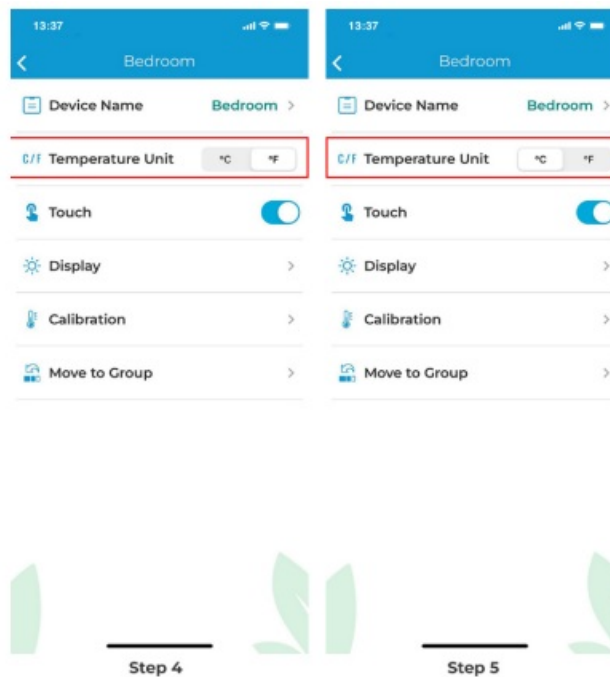 13:37
Bedroom
Device Name Bedroom
C/F Temperature Unit °C °F
Touch
Display
Calibration
Move to Group
Step 4
13:37
Bedroom
Device Name Bedroom
C/F Temperature Unit °C °F
Touch
Display
Calibration
Move to Group
Step 5